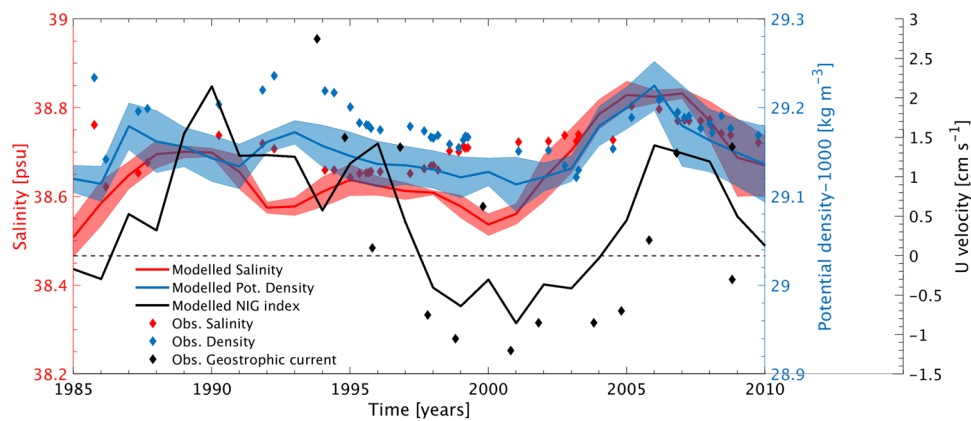 39
38.8
38.6
38.4
38.2
Salinity [psu]
1985
1990
1995
2000
2005
2010
Time [years]
29.3
29.2
29.1
29
28.9
Potential density-1000 [kg m⁻³]
3
2.5
2
1.5
1
0.5
0
-0.5
-1
-1.5
U velocity [cm s⁻¹]
Modelled Salinity
Modelled Pot. Density
Modelled NIG index
Obs. Salinity
Obs. Density
Obs. Geostrophic current